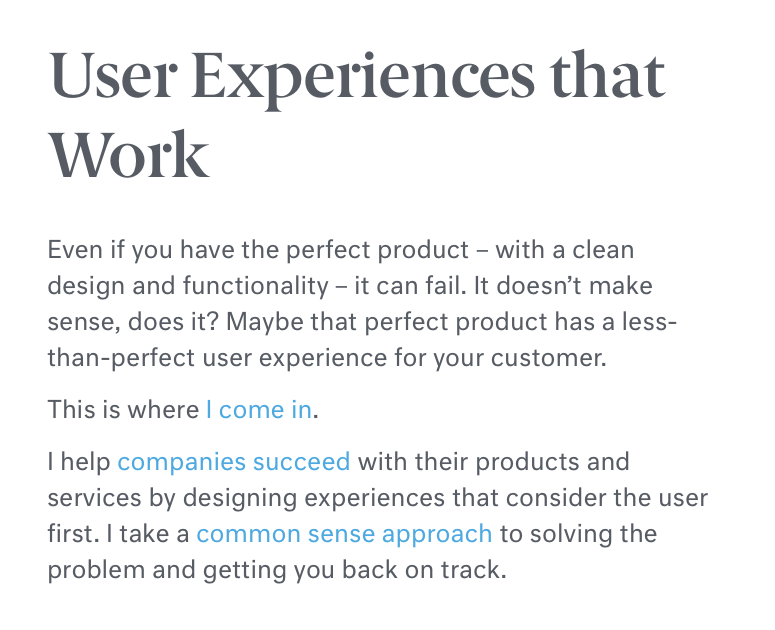 User Experiences that
Work
Even if you have the perfect product – with a clean
design and functionality – it can fail. It doesn’t make
sense, does it? Maybe that perfect product has a less-
than-perfect user experience for your customer.
This is where I come in.
I help companies succeed with their products and
services by designing experiences that consider the user
first. I take a common sense approach to solving the
problem and getting you back on track.